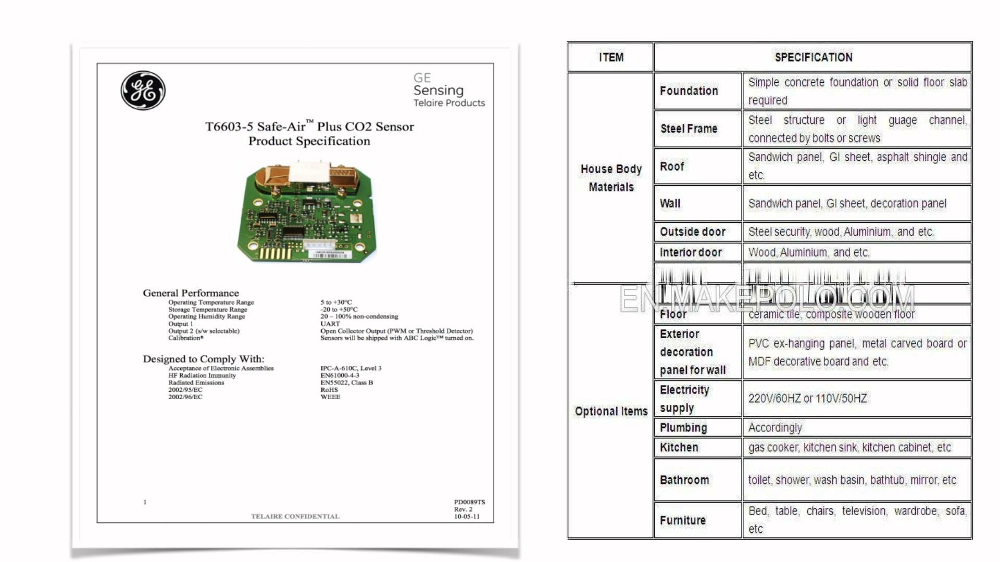 GE
GE
Sensing
Telaire Products
T6603-5 Safe-Air™ Plus CO2 Sensor
Product Specification
General Performance
Operating Temperature Range 5 to +30°C
Storage Temperature Range -20 to +50°C
Operating Humidity Range 20 – 100% non-condensing
Output 1 UART
Output 2 (s/w selectable) Open Collector Output (PWM or Threshold Detector)
Calibration® Sensors will be shipped with ABC Logic™ turned on.
Designed to Comply With:
Acceptance of Electronic Assemblies IPC-A-610C, Level 3
HF Radiation Immunity EN61000-4-3
Radiated Emissions EN55022, Class B
2002/95/EC RoHS
2002/96/EC WEEE
1
PD0089TS
Rev. 2
10-05-11
TELAIRE CONFIDENTIAL
ITEM SPECIFICATION
House Body
Materials
Foundation
Simple concrete foundation or solid floor slab
required
Steel Frame
Steel structure or light guage channel,
connected by bolts or screws
Roof
Sandwich panel, GI sheet, asphalt shingle and
etc.
Wall Sandwich panel, GI sheet, decoration panel
Outside door Steel security, wood, Aluminium, and etc.
Interior door Wood, Aluminium, and etc.
EN.MAKEPOLO.COM
Optional Items
Floor ceramic tile, composite wooden floor
Exterior
decoration
panel for wall
PVC ex-hanging panel, metal carved board or
MDF decorative board and etc.
Electricity
supply
220V/60HZ or 110V/50HZ
Plumbing Accordingly
Kitchen gas cooker, kitchen sink, kitchen cabinet, etc
Bathroom toilet, shower, wash basin, bathtub, mirror, etc
Furniture
Bed, table, chairs, television, wardrobe, sofa,
etc